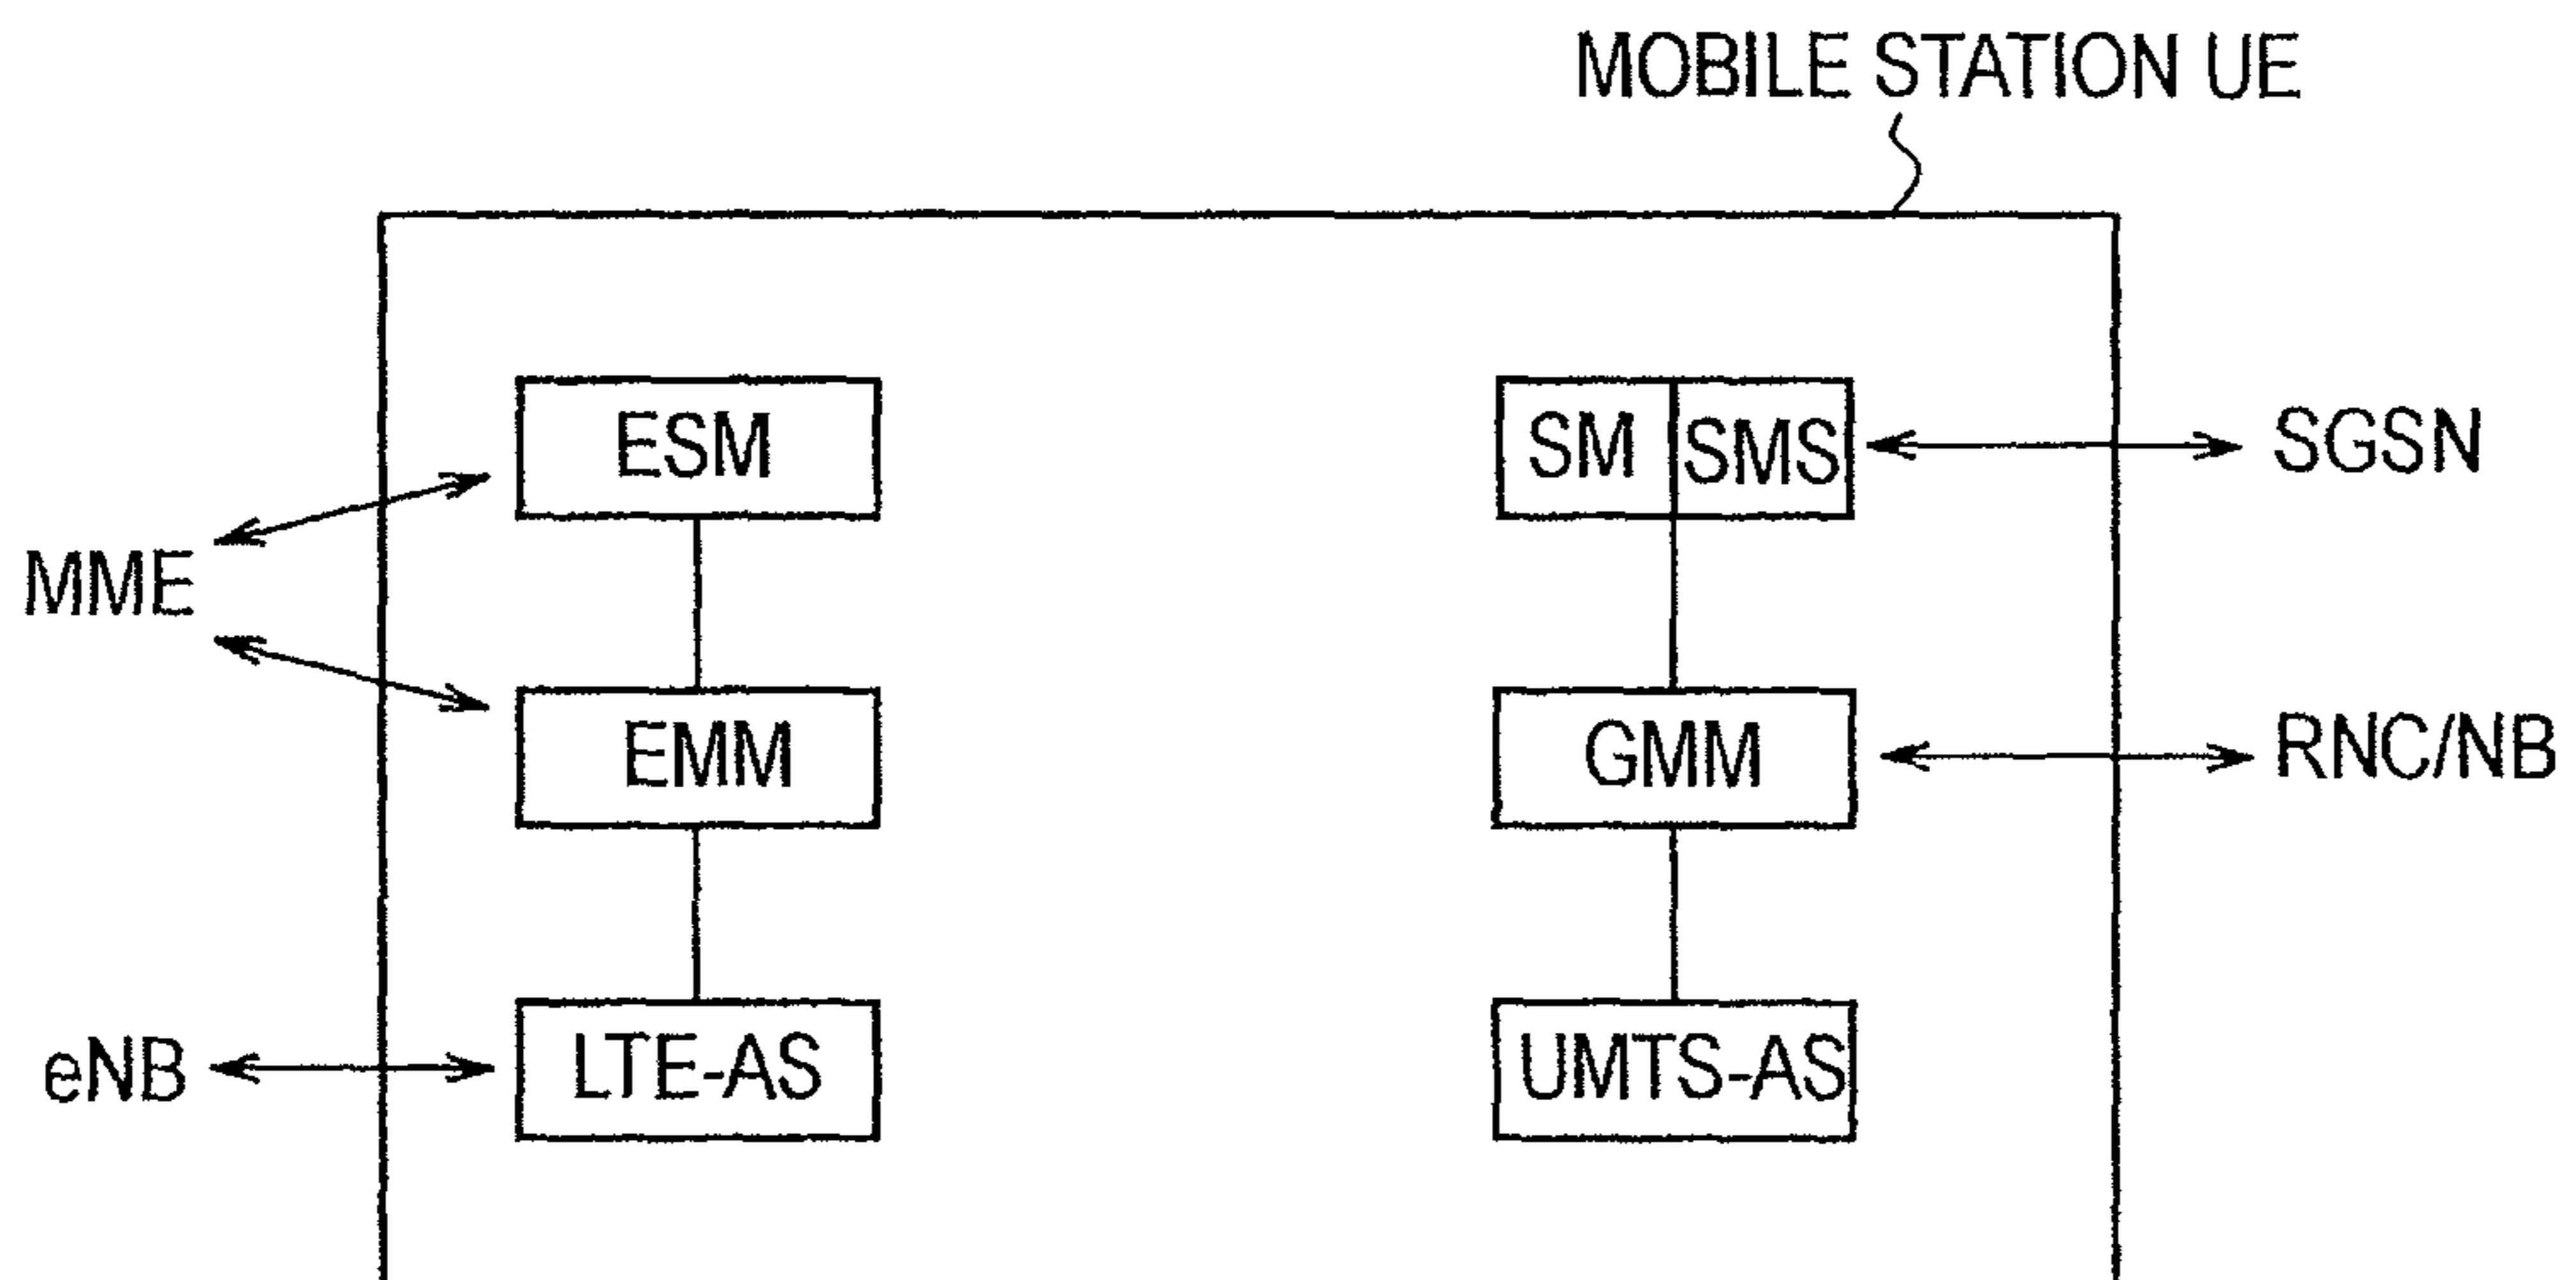 MOBILE STATION UE
ESM
SM
SMS
SGSN
MME
EMM
GMM
RNC/NB
eNB
LTE-AS
UMTS-AS